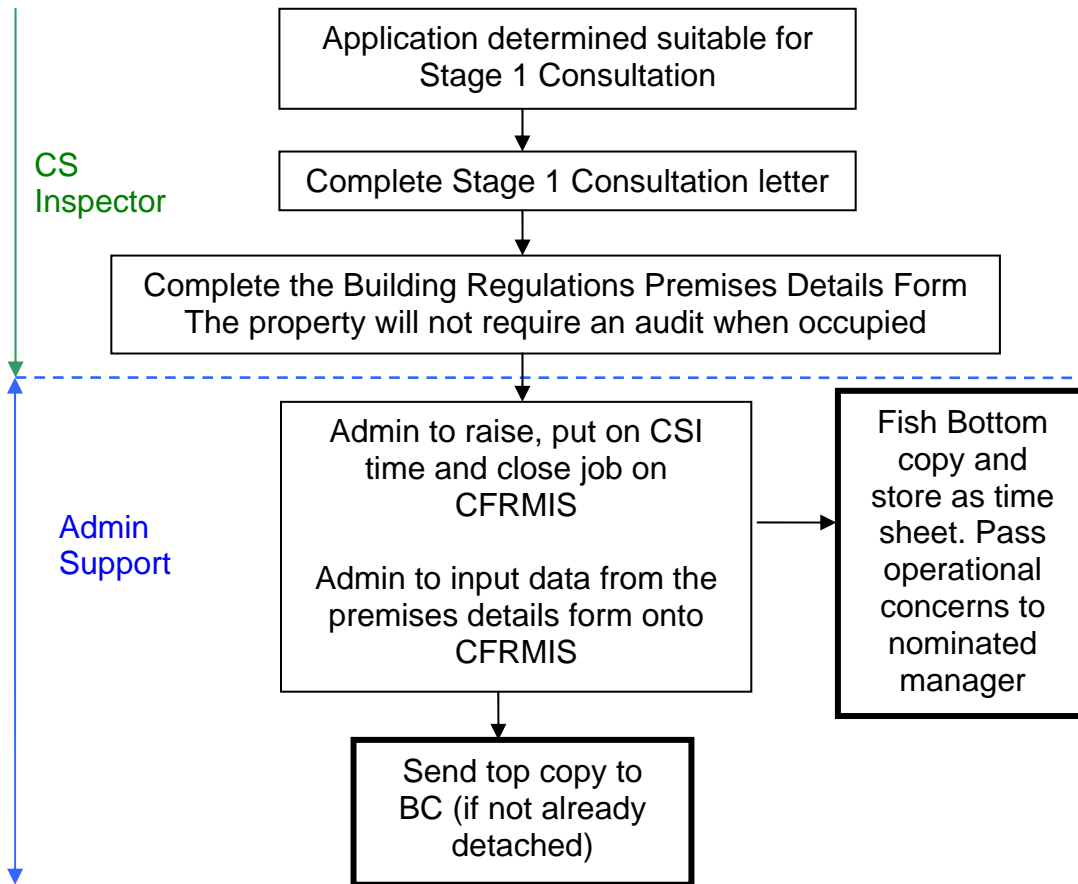 Application determined suitable for
Stage 1 Consultation
CS
Inspector
Complete Stage 1 Consultation letter
Complete the Building Regulations Premises Details Form
The property will not require an audit when occupied
Admin
Support
Admin to raise, put on CSI
time and close job on
CFRMIS
Admin to input data from the
premises details form onto
CFRMIS
Fish Bottom
copy and
store as time
sheet. Pass
operational
concerns to
nominated
manager
Send top copy to
BC (if not already
detached)